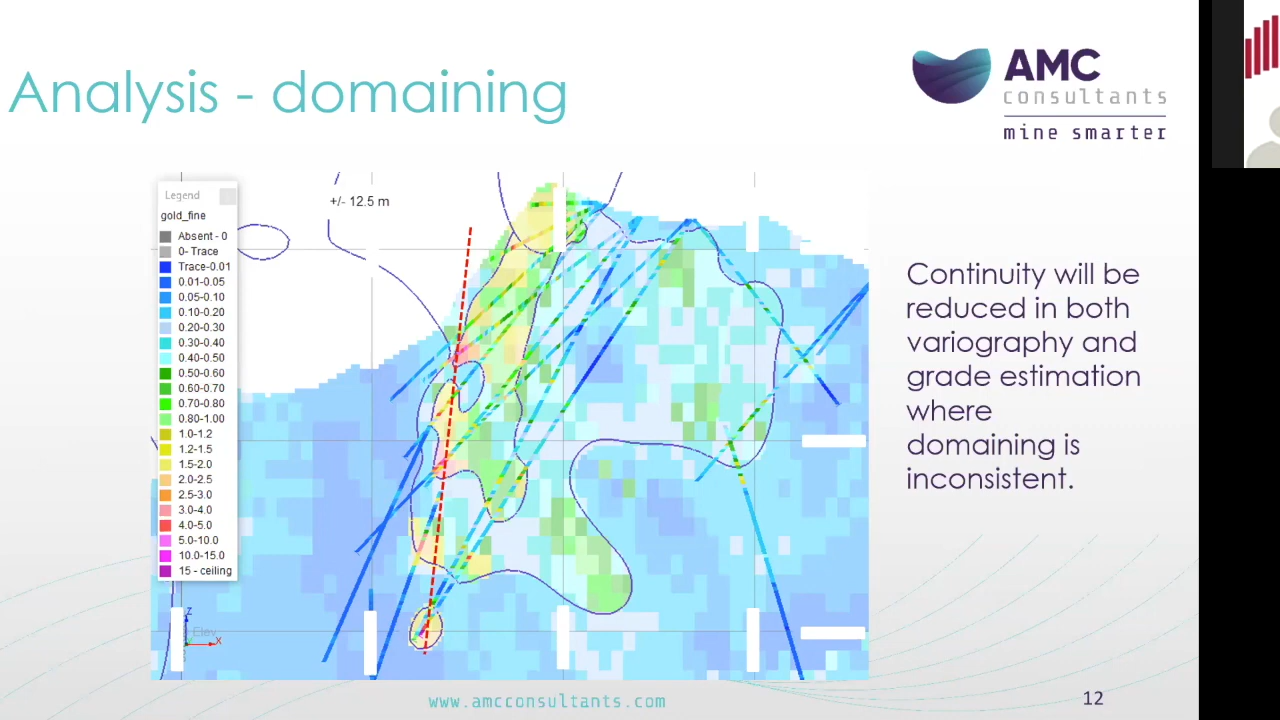 Analysis - domaining
AMC
consultants
mine smarter
Legend
gold_fine
Absent - 0
0- Trace
Trace-0.01
0.01-0.05
0.05-0.10
0.10-0.20
0.20-0.30
0.30-0.40
0.40-0.50
0.50-0.60
0.60-0.70
0.70-0.80
0.80-1.00
1.0-1.2
1.2-1.5
1.5-2.0
2.0-2.5
2.5-3.0
3.0-4.0
4.0-5.0
5.0-10.0
10.0-15.0
15 - ceiling
+/- 12.5 m
Z
Elev
X
Continuity will be
reduced in both
variography and
grade estimation
where
domaining is
inconsistent.
www.amcconsultants.com
12